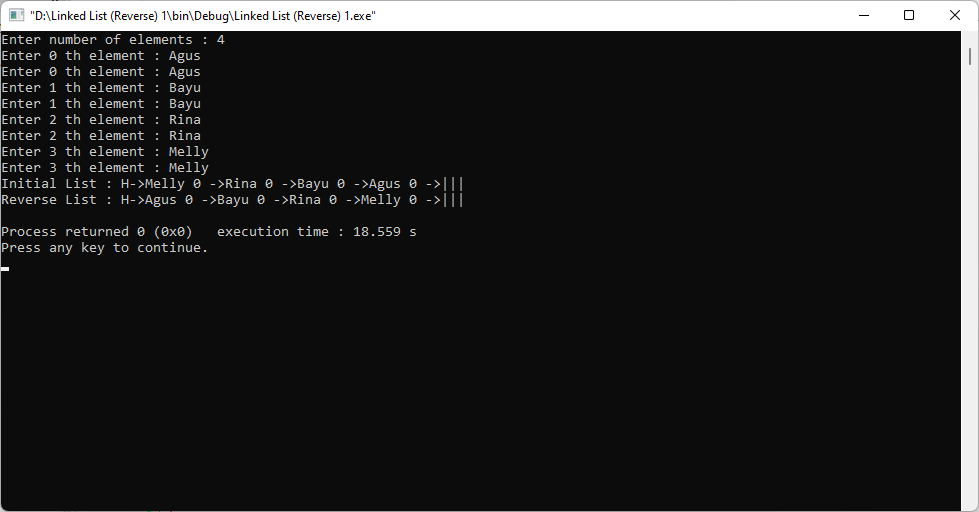 "D:\Linked List (Reverse) 1\bin\Debug\Linked List (Reverse) 1.exe"
Enter number of elements : 4
Enter 0 th element : Agus
Enter 0 th element : Agus
Enter 1 th element : Bayu
Enter 1 th element : Bayu
Enter 2 th element : Rina
Enter 2 th element : Rina
Enter 3 th element : Melly
Enter 3 th element : Melly
Initial List : H->Melly 0 ->Rina 0 ->Bayu 0 ->Agus 0 ->|||
Reverse List : H->Agus 0 ->Bayu 0 ->Rina 0 ->Melly 0 ->|||
Process returned 0 (0x0)   execution time : 18.559 s
Press any key to continue.